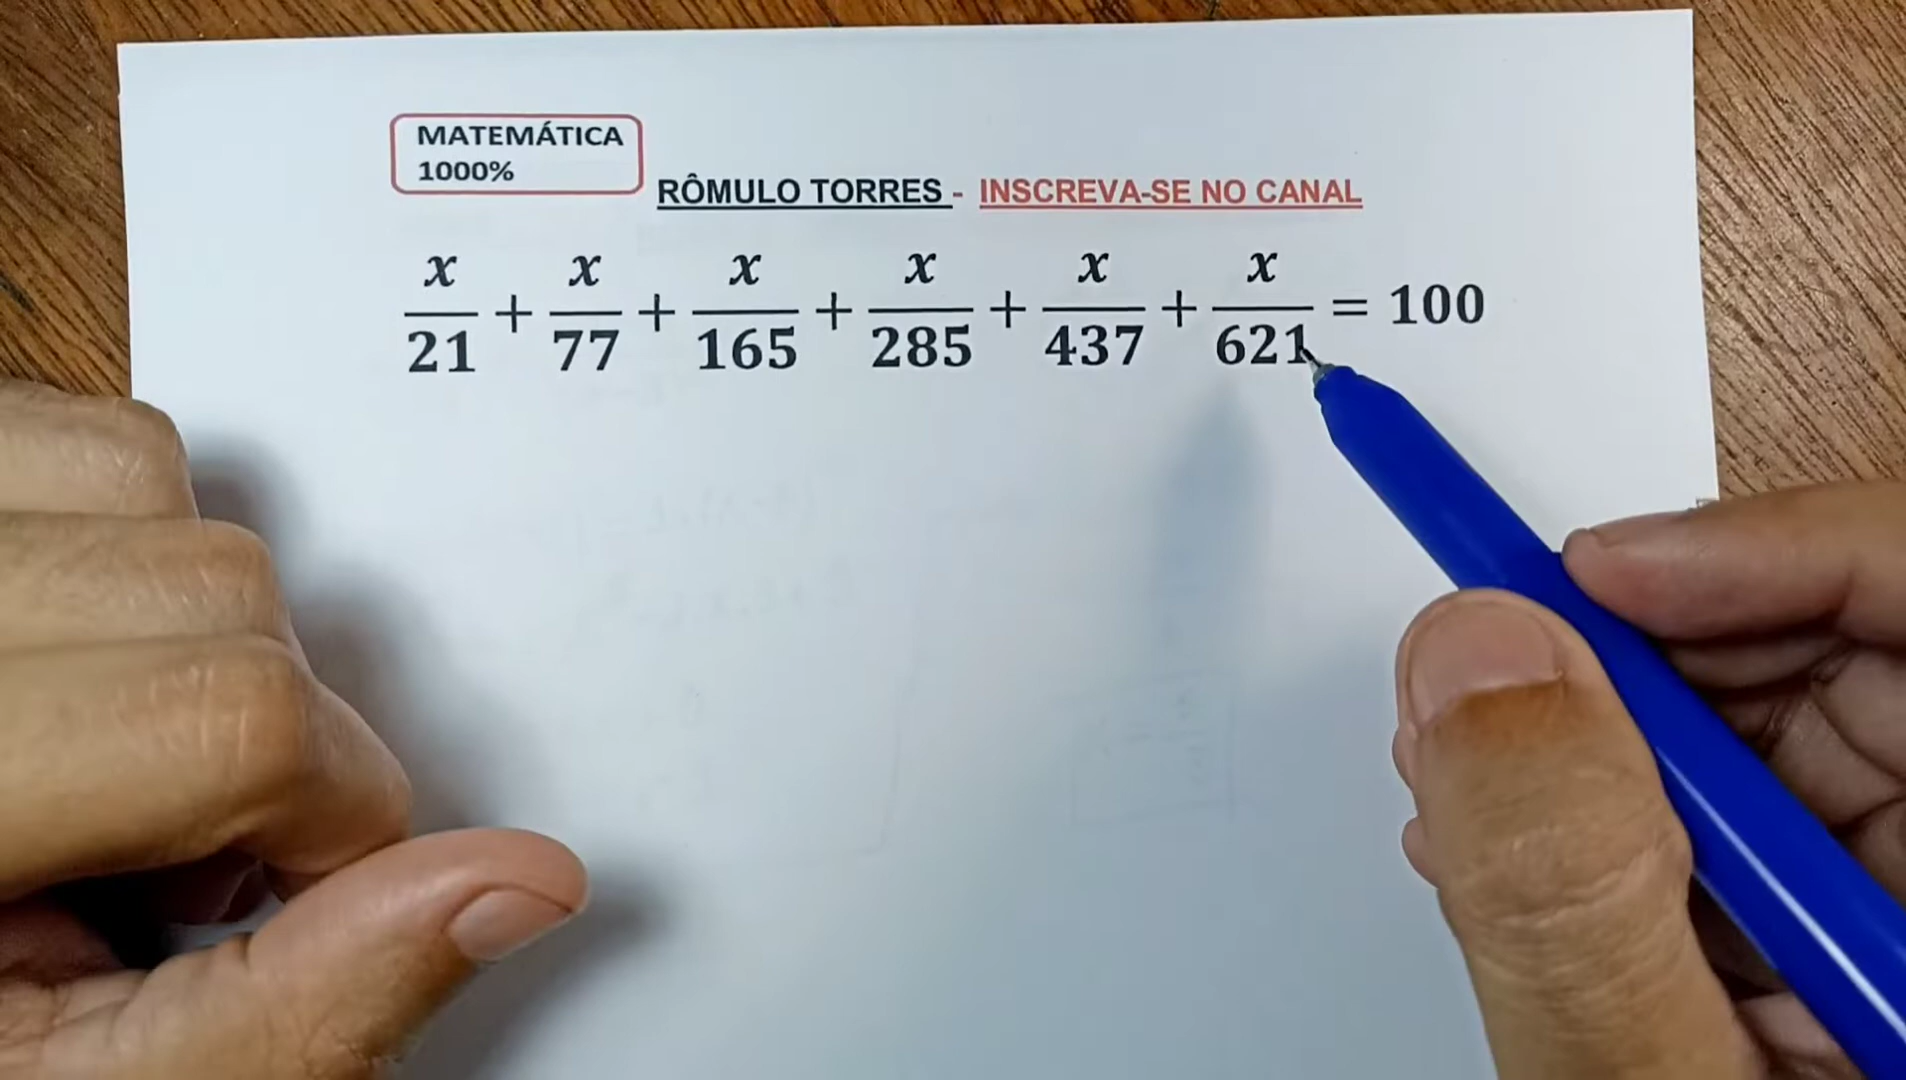 MATEMÁTICA
1000%
RÔMULO TORRES - INSCREVA-SE NO CANAL
x/21 + x/77 + x/165 + x/285 + x/437 + x/621 = 100